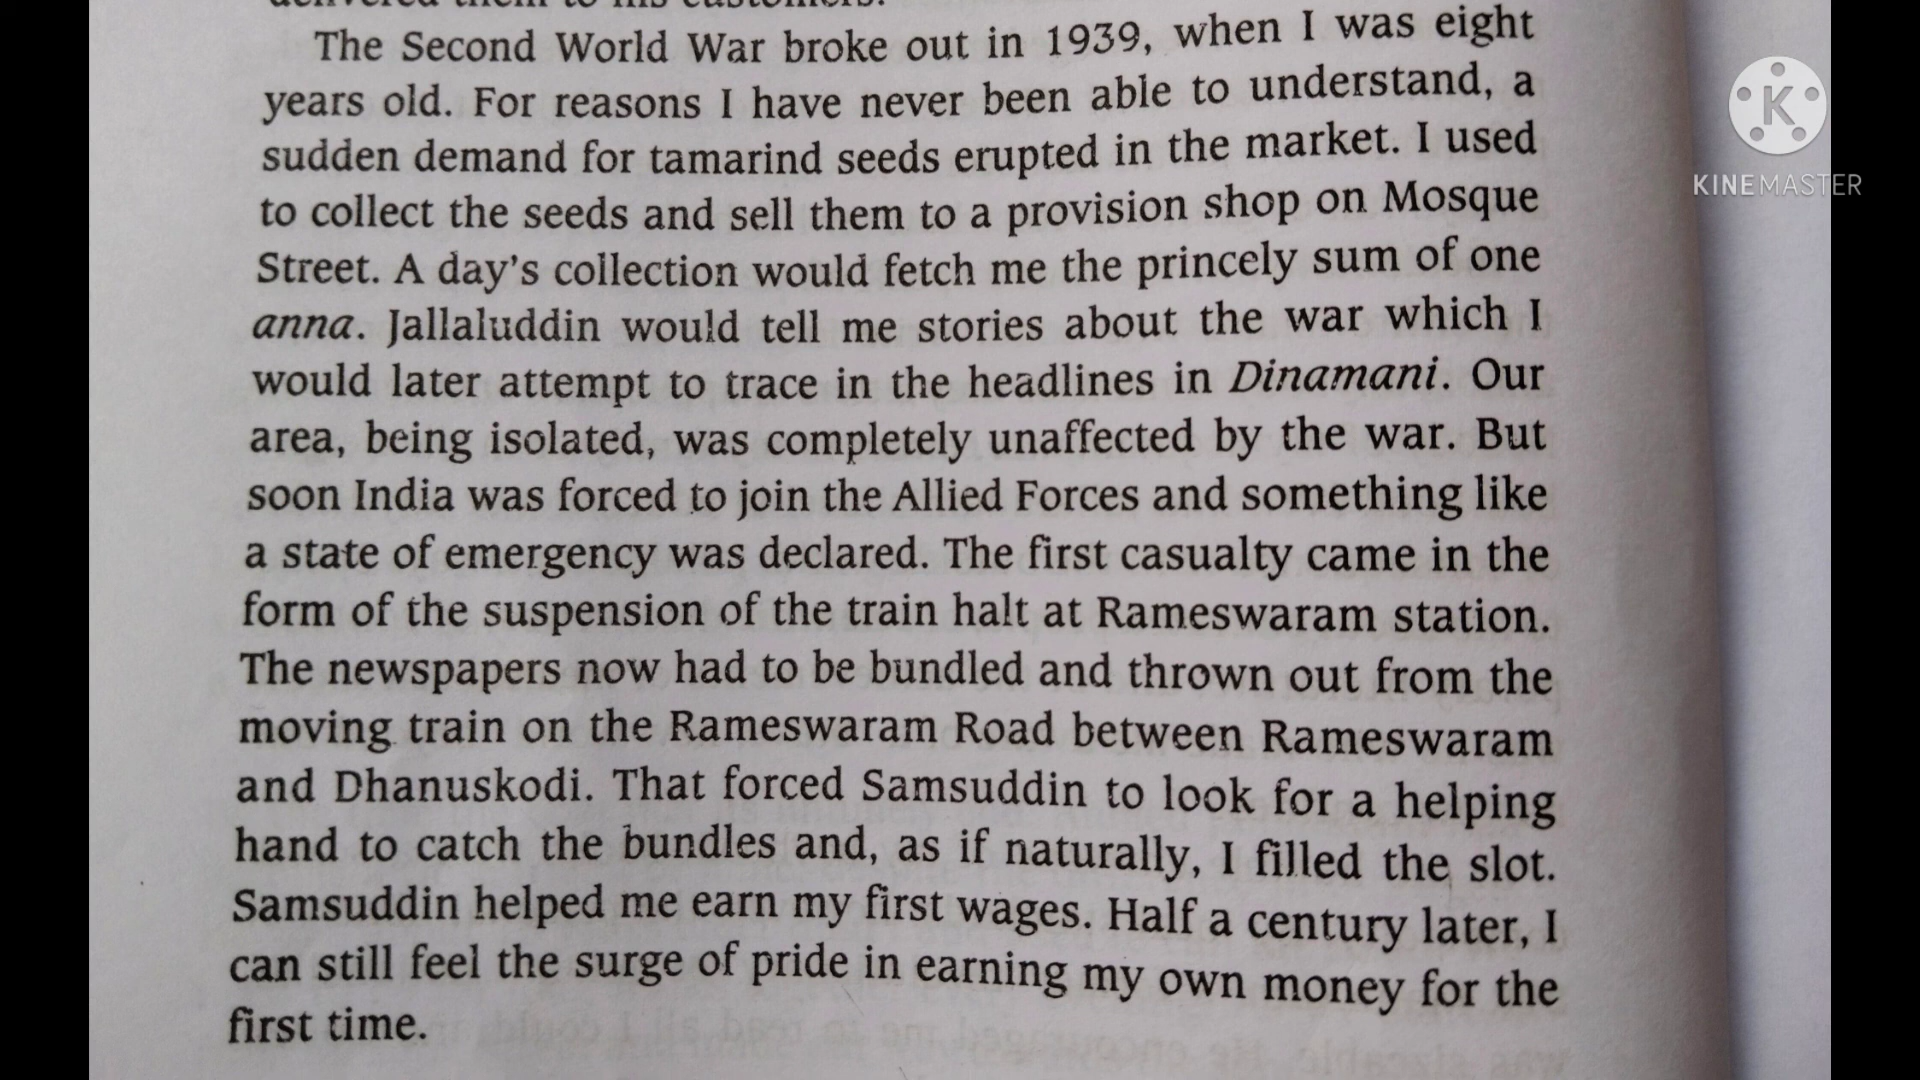 delivered them to his customers.
The Second World War broke out in 1939, when I was eight
years old. For reasons I have never been able to understand, a
sudden demand for tamarind seeds erupted in the market. I used
to collect the seeds and sell them to a provision shop on Mosque
Street. A day's collection would fetch me the princely sum of one
anna. Jallaluddin would tell me stories about the war which I
would later attempt to trace in the headlines in Dinamani. Our
area, being isolated, was completely unaffected by the war. But
soon India was forced to join the Allied Forces and something like
a state of emergency was declared. The first casualty came in the
form of the suspension of the train halt at Rameswaram station.
The newspapers now had to be bundled and thrown out from the
moving train on the Rameswaram Road between Rameswaram
and Dhanuskodi. That forced Samsuddin to look for a helping
hand to catch the bundles and, as if naturally, I filled the slot.
Samsuddin helped me earn my first wages. Half a century later, I
can still feel the surge of pride in earning my own money for the
first time.
K
KINEMASTER